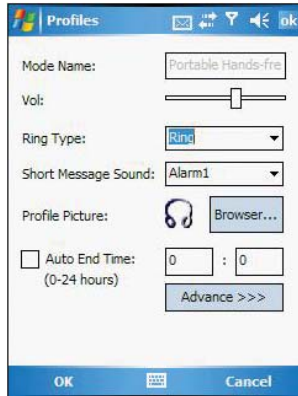 Profiles ok
Mode Name: Portable Hands-fre
Vol:
Ring Type: Ring
Short Message Sound: Alarm1
Profile Picture: Browser...
Auto End Time: 0 : 0
(0-24 hours)
Advance >>>
OK Cancel